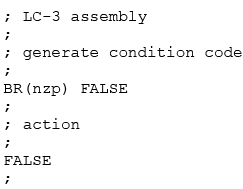 ; LC-3 assembly
;
; generate condition code
;
BR(nzp) FALSE
;
; action
;
FALSE
;